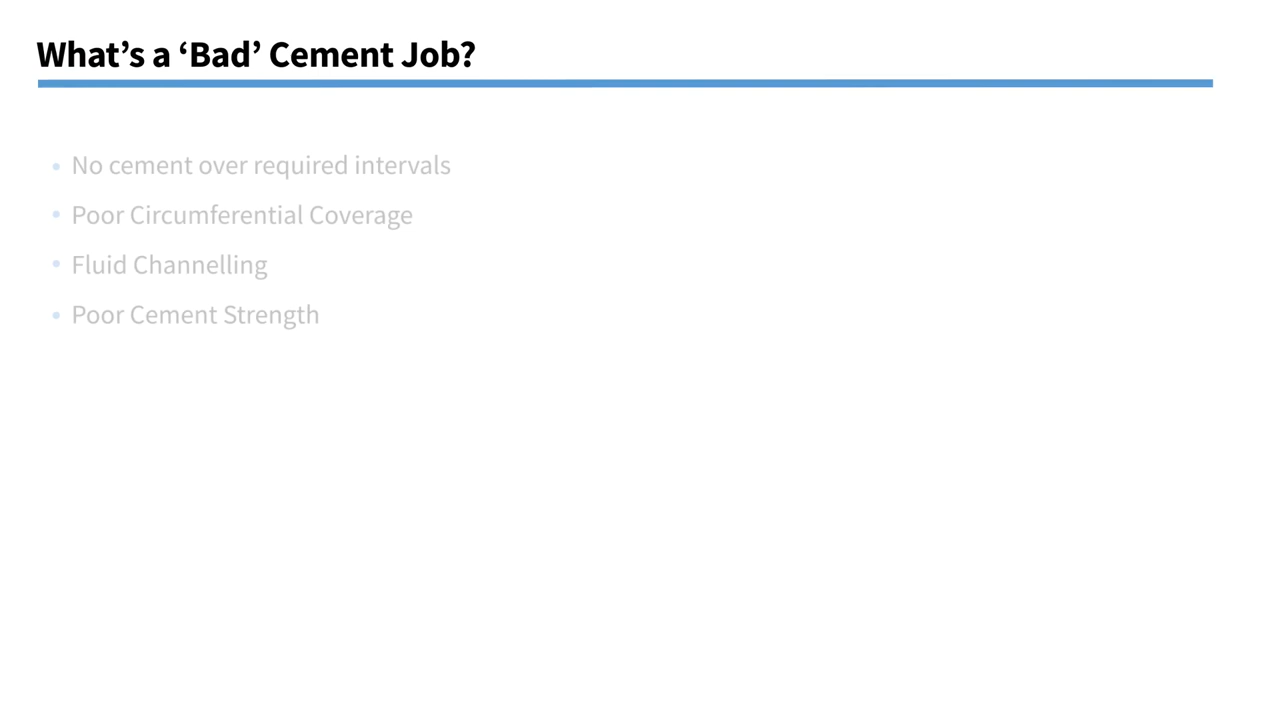 What’s a ‘Bad’ Cement Job?
• No cement over required intervals
• Poor Circumferential Coverage
• Fluid Channelling
• Poor Cement Strength